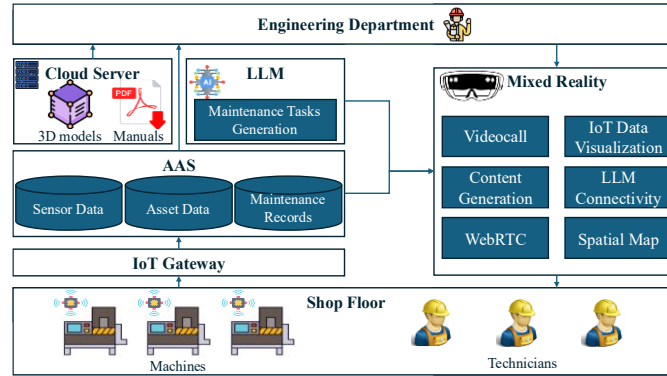 Engineering Department
Cloud Server
PDF
3D models
Manuals
LLM
AI
Maintenance Tasks
Generation
Mixed Reality
Videocall
IoT Data
Visualization
Content
Generation
LLM
Connectivity
WebRTC
Spatial Map
AAS
Sensor Data
Asset Data
Maintenance
Records
IoT Gateway
Shop Floor
Machines
Technicians